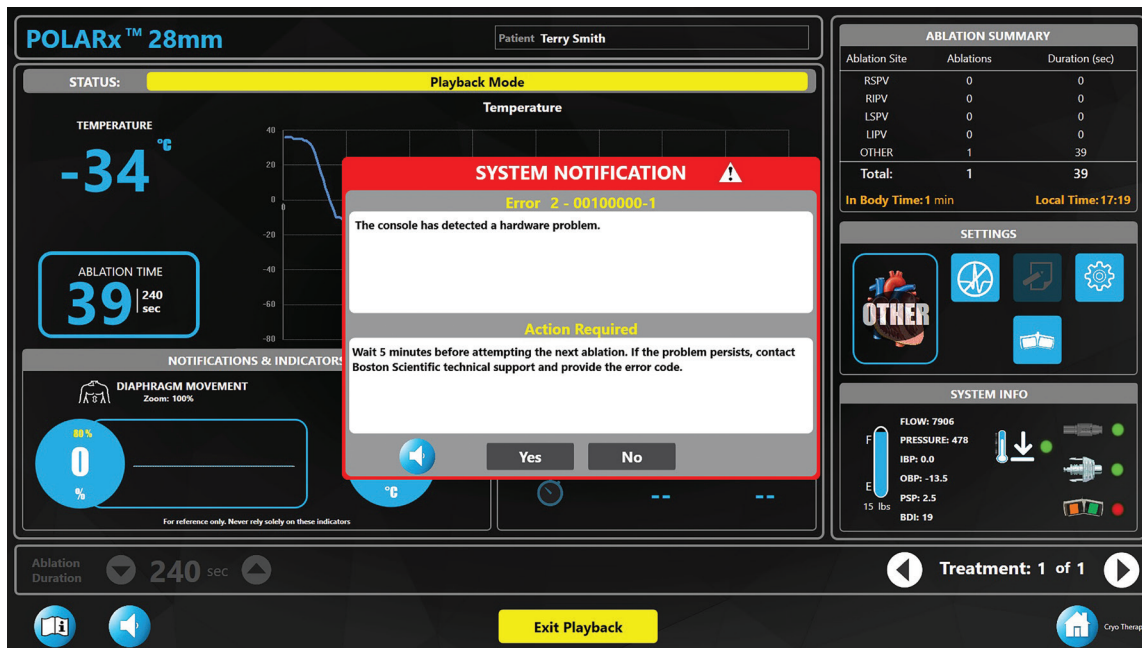 POLARx™ 28mm
Patient Terry Smith
STATUS:
Playback Mode
TEMPERATURE
-34 °C
ABLATION TIME
39 240 sec
Temperature
40
20
0
0
-20
-40
-60
-80
SYSTEM NOTIFICATION
Error 2 - 00100000-1
The console has detected a hardware problem.
Action Required
Wait 5 minutes before attempting the next ablation. If the problem persists, contact
Boston Scientific technical support and provide the error code.
Yes No
NOTIFICATIONS & INDICATORS
DIAPHRAGM MOVEMENT
Zoom: 100%
80 %
0
%
°C
-- --
For reference only. Never rely solely on these indicators
ABLATION SUMMARY
Ablation Site Ablations Duration (sec)
RSPV 0 0
RIPV 0 0
LSPV 0 0
LIPV 0 0
OTHER 1 39
Total: 1 39
In Body Time: 1 min Local Time: 17:19
SETTINGS
OTHER
SYSTEM INFO
F
E
15 lbs
FLOW: 7906
PRESSURE: 478
IBP: 0.0
OBP: -13.5
PSP: 2.5
BDI: 19
Ablation
Duration
240 sec
Treatment: 1 of 1
Exit Playback
Cryo Therap